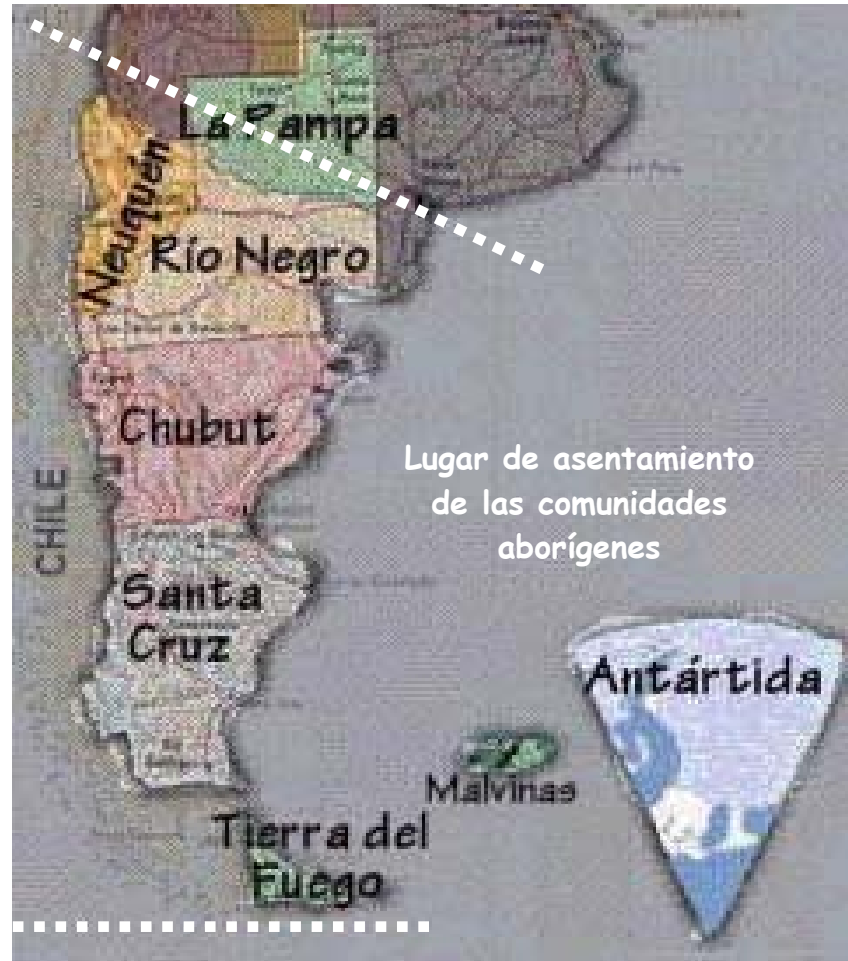 La Pampa
Neuquén
Río Negro
Chubut
CHILE
Lugar de asentamiento
de las comunidades
aborígenes
Santa
Cruz
Antártida
Malvinas
Tierra del
Fuego